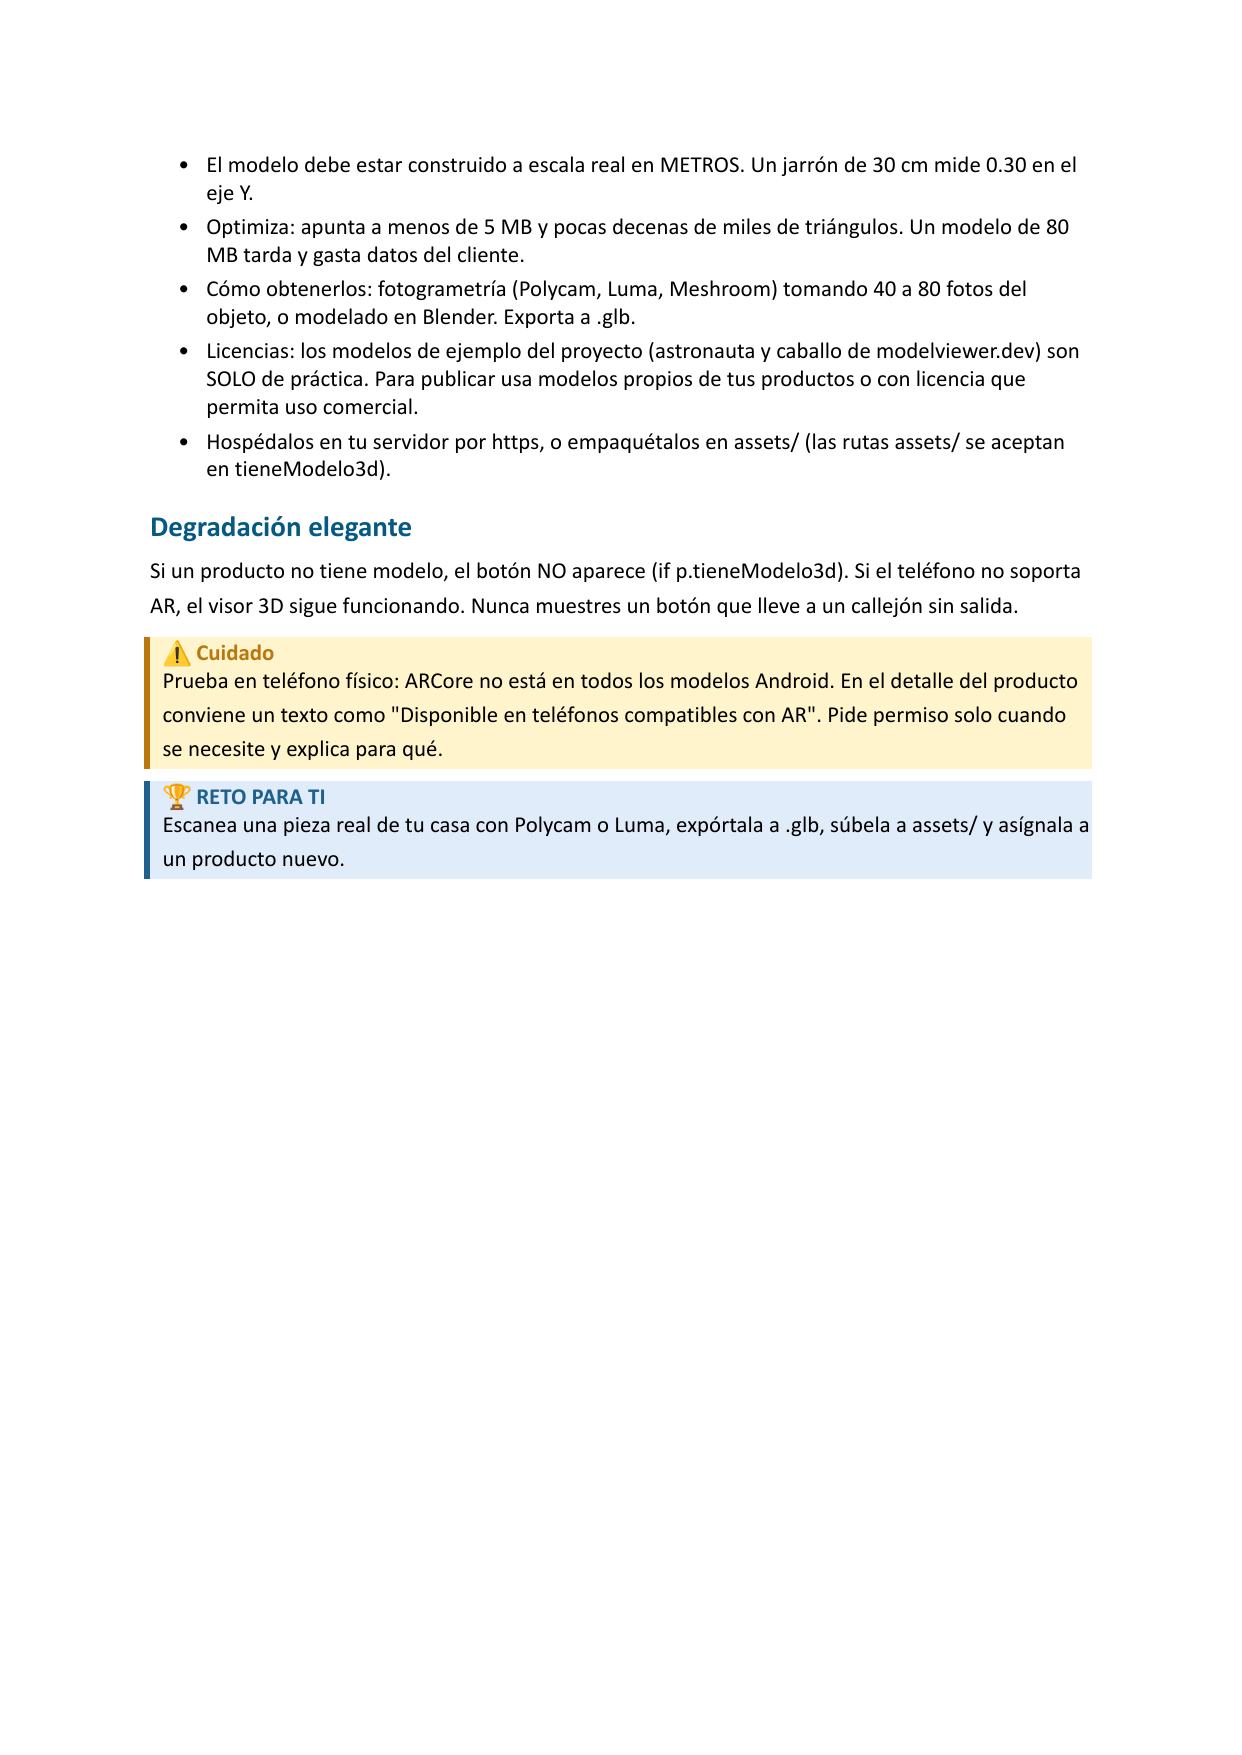 • El modelo debe estar construido a escala real en METROS. Un jarrón de 30 cm mide 0.30 en el
eje Y.
• Optimiza: apunta a menos de 5 MB y pocas decenas de miles de triángulos. Un modelo de 80
MB tarda y gasta datos del cliente.
• Cómo obtenerlos: fotogrametría (Polycam, Luma, Meshroom) tomando 40 a 80 fotos del
objeto, o modelado en Blender. Exporta a .glb.
• Licencias: los modelos de ejemplo del proyecto (astronauta y caballo de modelviewer.dev) son
SOLO de práctica. Para publicar usa modelos propios de tus productos o con licencia que
permita uso comercial.
• Hospédalos en tu servidor por https, o empaquétalos en assets/ (las rutas assets/ se aceptan
en tieneModelo3d).
Degradación elegante
Si un producto no tiene modelo, el botón NO aparece (if p.tieneModelo3d). Si el teléfono no soporta
AR, el visor 3D sigue funcionando. Nunca muestres un botón que lleve a un callejón sin salida.
⚠️ Cuidado
Prueba en teléfono físico: ARCore no está en todos los modelos Android. En el detalle del producto
conviene un texto como "Disponible en teléfonos compatibles con AR". Pide permiso solo cuando
se necesite y explica para qué.
🏆 RETO PARA TI
Escanea una pieza real de tu casa con Polycam o Luma, expórtala a .glb, súbela a assets/ y asígnala a
un producto nuevo.